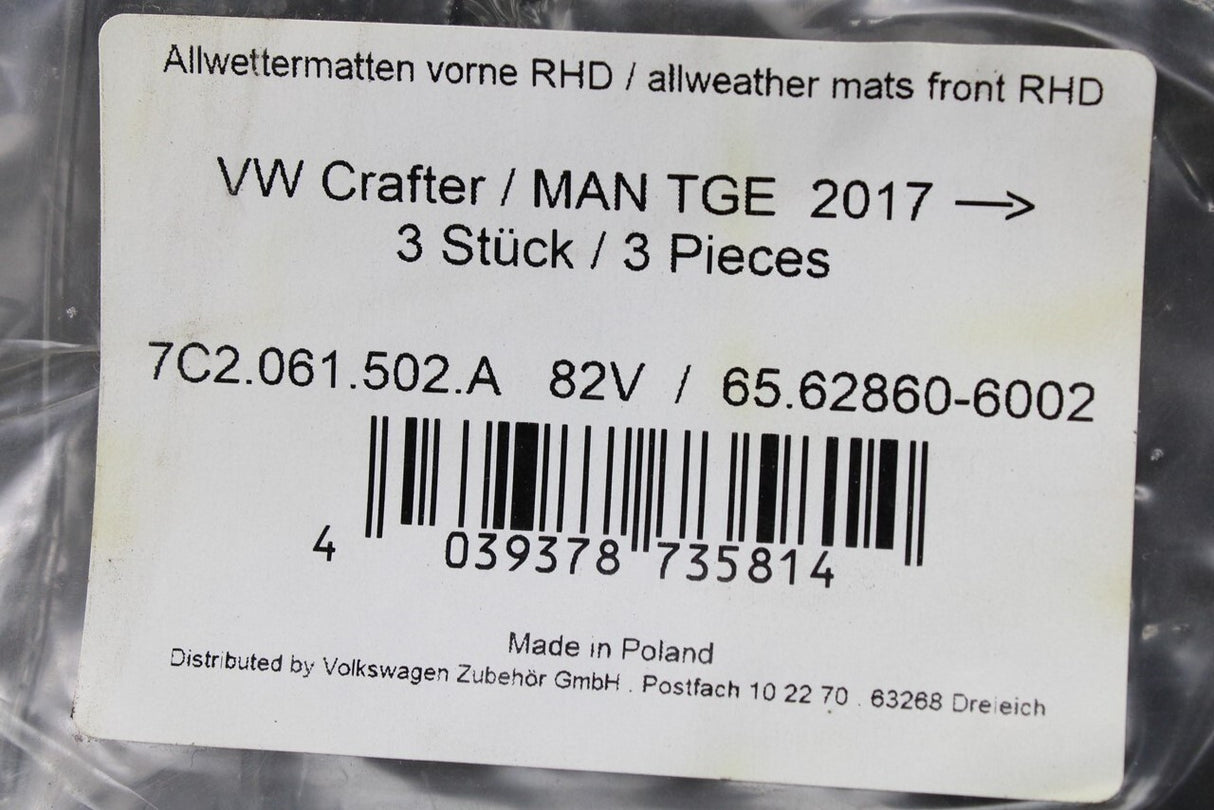 Allwettermatten vorne RHD / allweather mats front RHD
VW Crafter / MAN TGE 2017 →
3 Stück / 3 Pieces
7C2.061.502.A 82V / 65.62860-6002
4 039378 735814
Made in Poland
Distributed by Volkswagen Zubehör GmbH . Postfach 10 22 70 . 63268 Dreieich